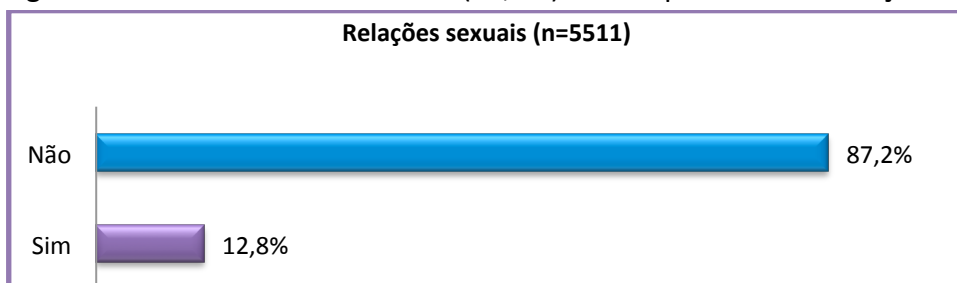 Relações sexuais (n=5511)
Não 87,2%
Sim 12,8%